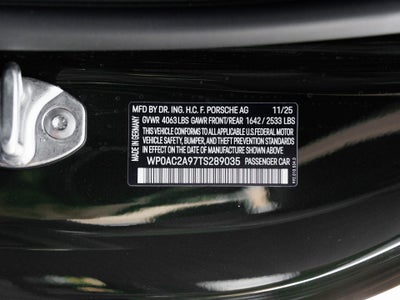 MFD BY DR. ING. H.C. F. PORSCHE AG 11/25
GVWR 4063 LBS GAWR FRONT/REAR 1642 / 2533 LBS
THIS VEHICLE CONFORMS TO ALL APPLICABLE U.S. FEDERAL MOTOR
VEHICLE SAFETY, BUMPER, AND THEFT PREVENTION STANDARDS
IN EFFECT ON THE DATE OF MANUFACTURE SHOWN ABOVE.
WP0AC2A97TS289035 PASSENGER CAR
MADE IN GERMANY